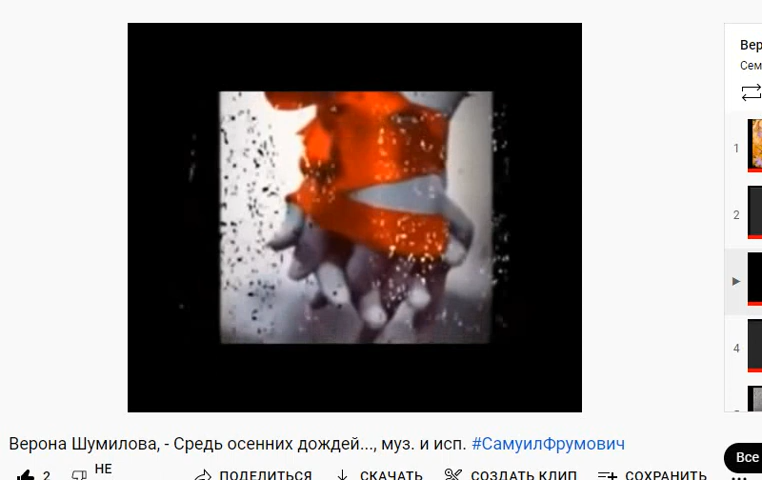 Вер
Сем
1
2
4
Верона Шумилова, - Средь осенних дождей..., муз. и исп. #СамуилФрумович
Все
2
НЕ
ПОДЕЛИТЬСЯ
СКАЧАТЬ
СОЗДАТЬ КЛИП
СОХРАНИТЬ